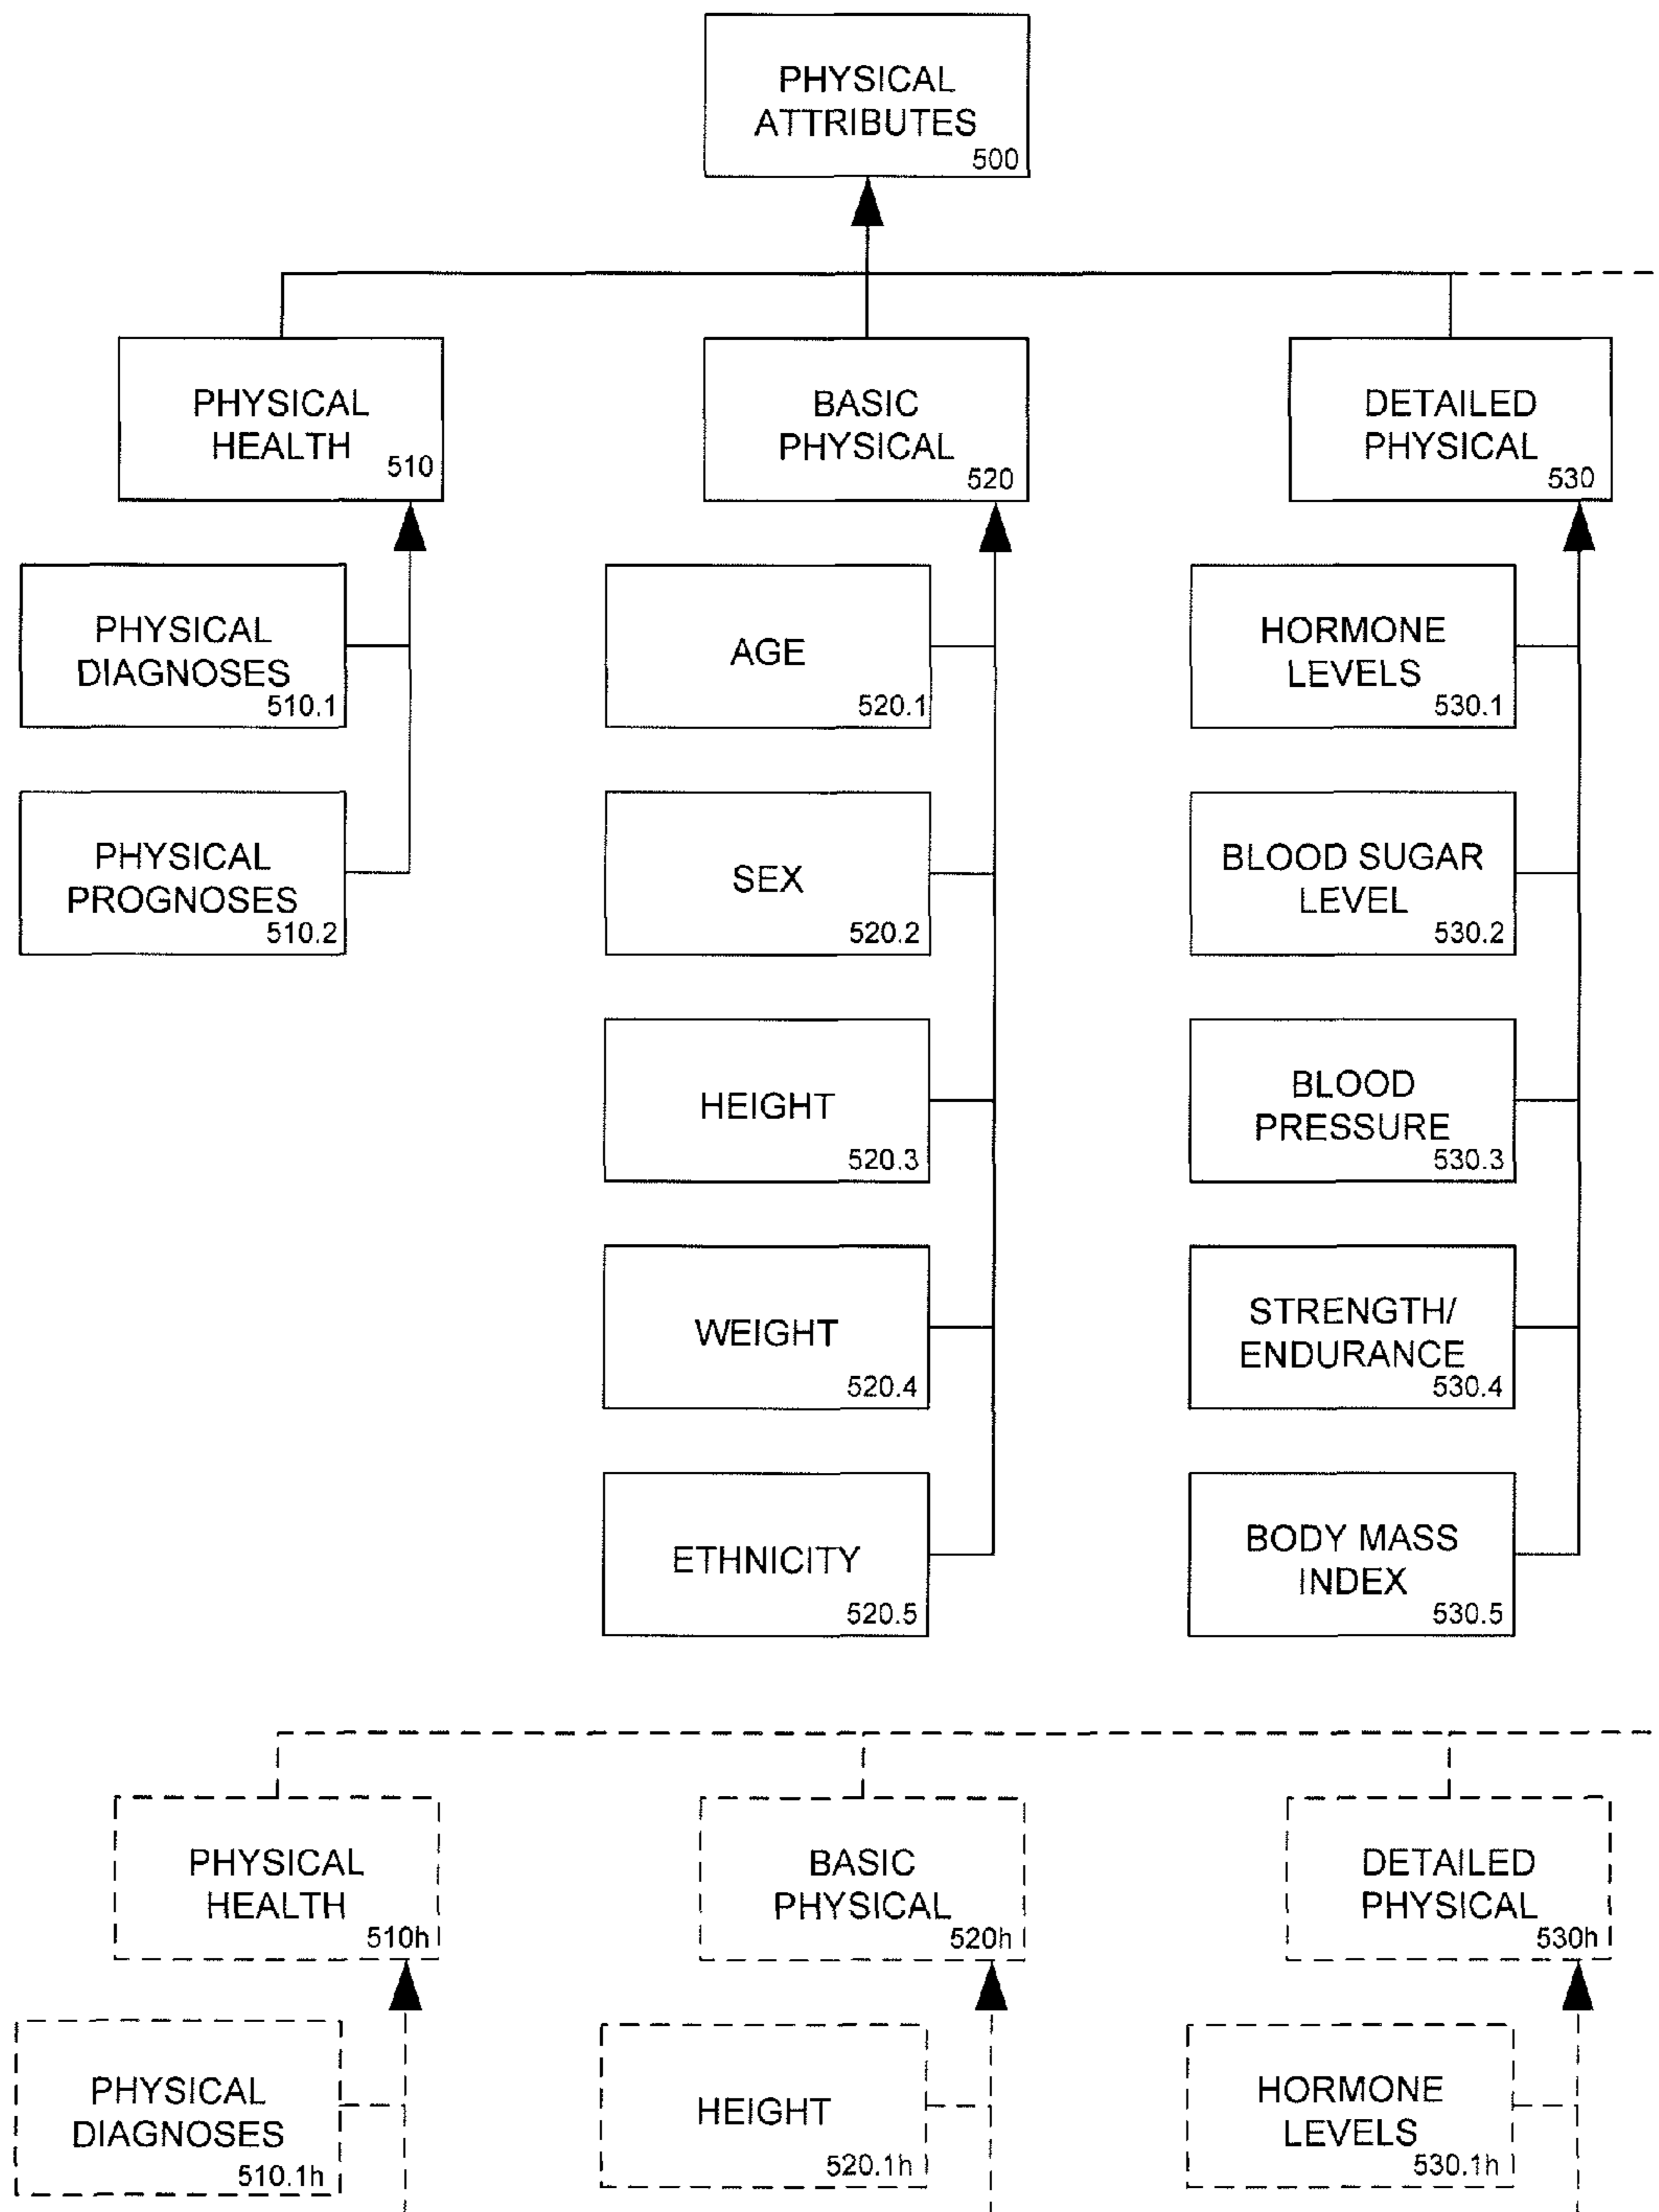 PHYSICAL
ATTRIBUTES
500
PHYSICAL
HEALTH
510
BASIC
PHYSICAL
520
DETAILED
PHYSICAL
530
PHYSICAL
DIAGNOSES
510.1
AGE
520.1
HORMONE
LEVELS
530.1
PHYSICAL
PROGNOSES
510.2
SEX
520.2
BLOOD SUGAR
LEVEL
530.2
HEIGHT
520.3
BLOOD
PRESSURE
530.3
WEIGHT
520.4
STRENGTH/
ENDURANCE
530.4
ETHNICITY
520.5
BODY MASS
INDEX
530.5
PHYSICAL
HEALTH
510h
BASIC
PHYSICAL
520h
DETAILED
PHYSICAL
530h
PHYSICAL
DIAGNOSES
510.1h
HEIGHT
520.1h
HORMONE
LEVELS
530.1h